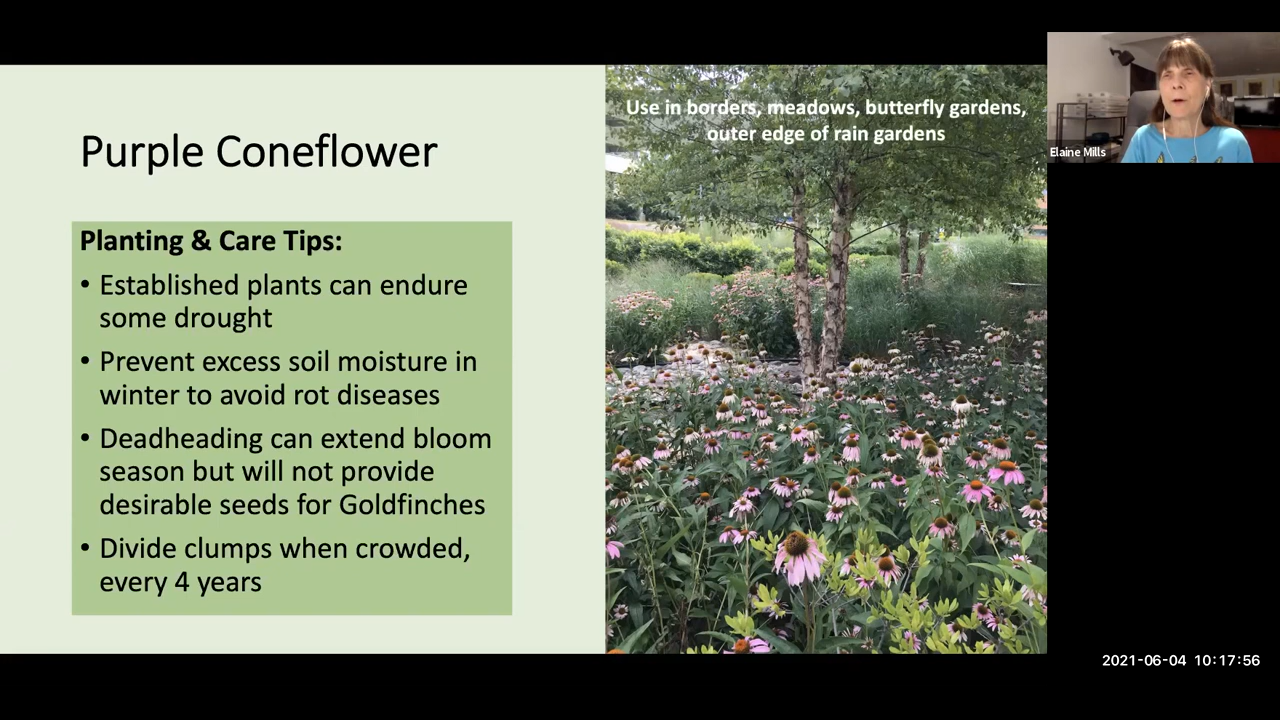 Purple Coneflower
Planting & Care Tips:
• Established plants can endure
some drought
• Prevent excess soil moisture in
winter to avoid rot diseases
• Deadheading can extend bloom
season but will not provide
desirable seeds for Goldfinches
• Divide clumps when crowded,
every 4 years
Use in borders, meadows, butterfly gardens,
outer edge of rain gardens
Elaine Mills
2021-06-04 10:17:56